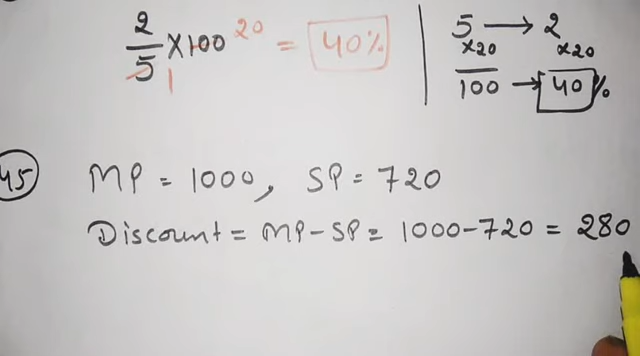 2/5 × 100 20 = 40%
1
5 → 2
×20 ×20
100 → 40 %
45 MP = 1000, SP = 720
Discount = MP - SP = 1000 - 720 = 280